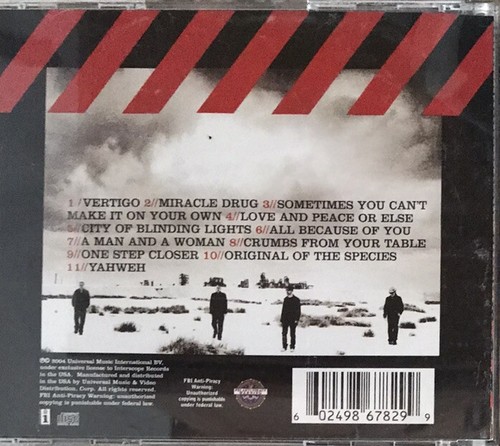 1//VERTIGO 2//MIRACLE DRUG 3//SOMETIMES YOU CAN'T
MAKE IT ON YOUR OWN 4//LOVE AND PEACE OR ELSE
5//CITY OF BLINDING LIGHTS 6//ALL BECAUSE OF YOU
7//A MAN AND A WOMAN 8//CRUMBS FROM YOUR TABLE
9//ONE STEP CLOSER 10//ORIGINAL OF THE SPECIES
11//YAHWEH
℗© 2004 Universal Music International BV,
under exclusive license to Interscope Records
in the USA. Manufactured and distributed
in the USA by Universal Music & Video
Distribution, Corp. All rights reserved.
FBI Anti-Piracy Warning: unauthorized
copying is punishable under federal law.
FBI Anti-Piracy
Warning:
Unauthorized
copying is punishable
under federal law.
6 02498 67829 9